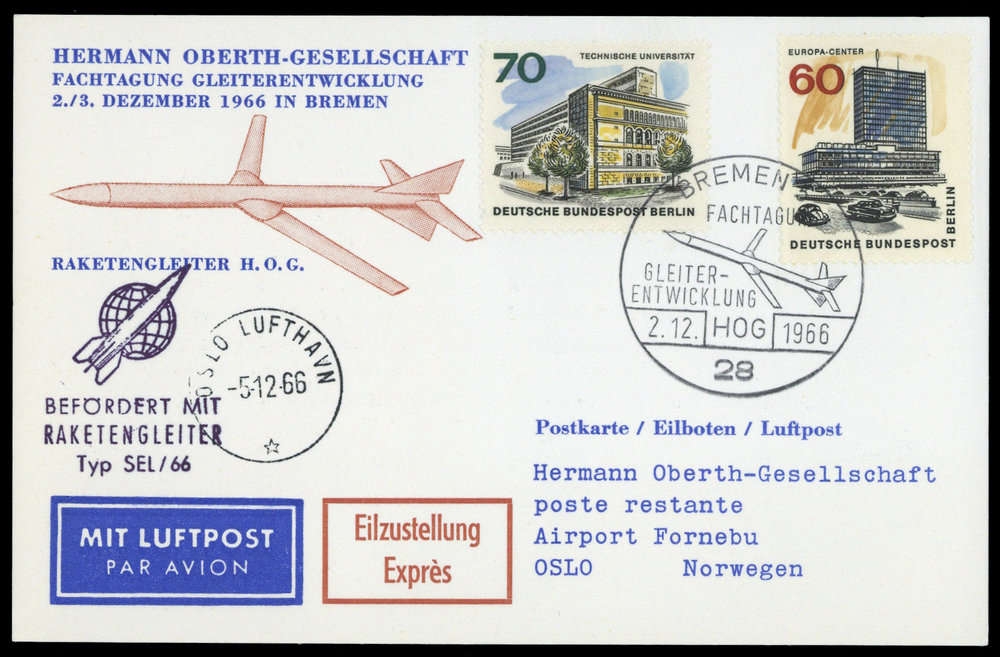 HERMANN OBERTH-GESELLSCHAFT
FACHTAGUNG GLEITERENTWICKLUNG
2./3. DEZEMBER 1966 IN BREMEN
RAKETENGLEITER H.O.G.
70
TECHNISCHE UNIVERSITÄT
DEUTSCHE BUNDESPOST BERLIN
EUROPA-CENTER
60
DEUTSCHE BUNDESPOST
BERLIN
BREMEN
FACHTAGU
GLEITER-
ENTWICKLUNG
2.12. HOG 1966
28
OSLO LUFTHAVN
-5.12.66
BEFÖRDERT MIT
RAKETENGLEITER
Typ SEL/66
Postkarte / Eilboten / Luftpost
Hermann Oberth-Gesellschaft
poste restante
Airport Fornebu
OSLO Norwegen
MIT LUFTPOST
PAR AVION
Eilzustellung
Exprès